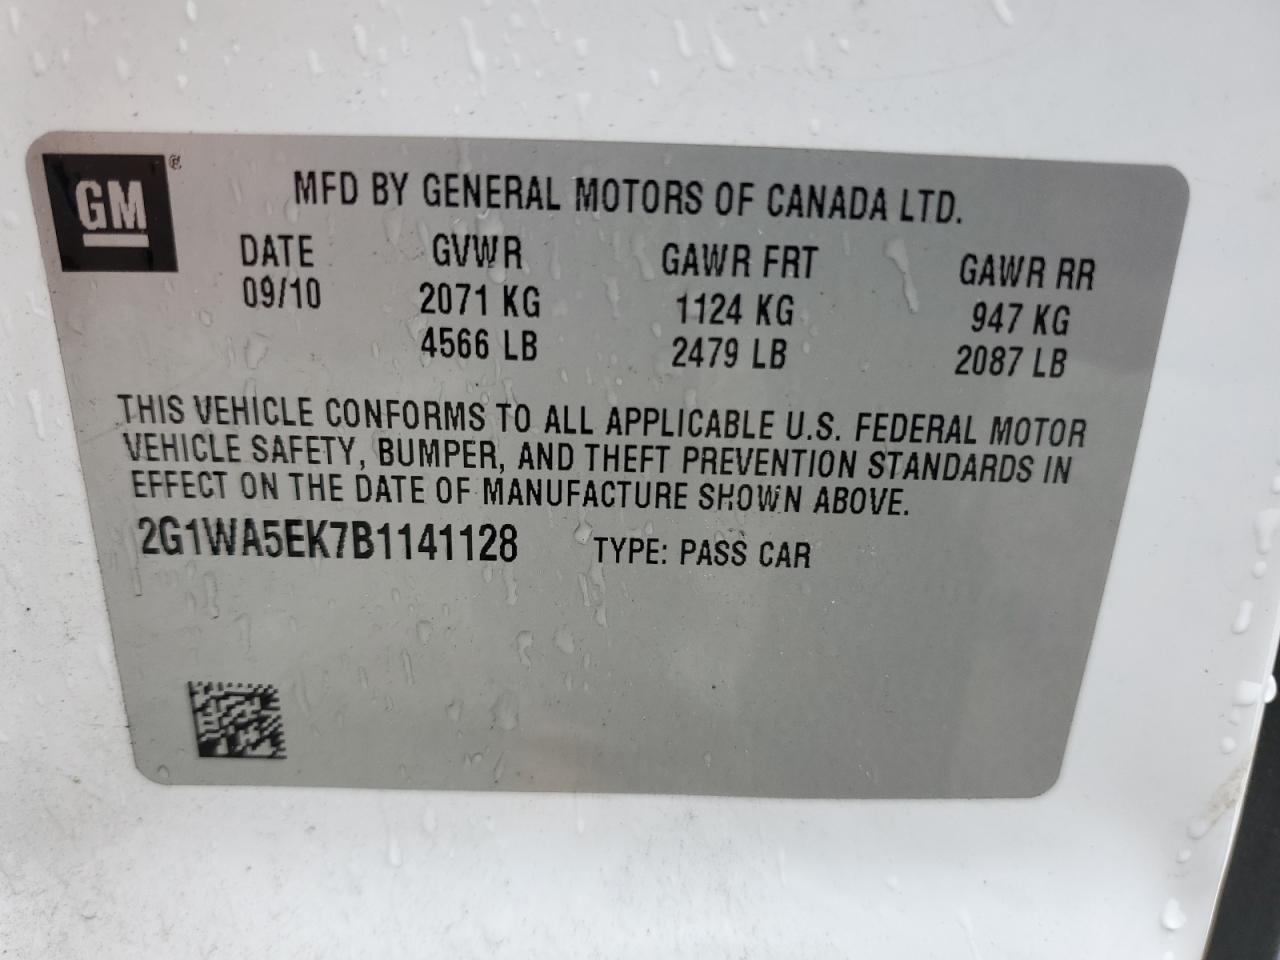 GM ®
MFD BY GENERAL MOTORS OF CANADA LTD.
DATE GVWR GAWR FRT GAWR RR
09/10 2071 KG 1124 KG 947 KG
4566 LB 2479 LB 2087 LB
THIS VEHICLE CONFORMS TO ALL APPLICABLE U.S. FEDERAL MOTOR
VEHICLE SAFETY, BUMPER, AND THEFT PREVENTION STANDARDS IN
EFFECT ON THE DATE OF MANUFACTURE SHOWN ABOVE.
2G1WA5EK7B1141128 TYPE: PASS CAR